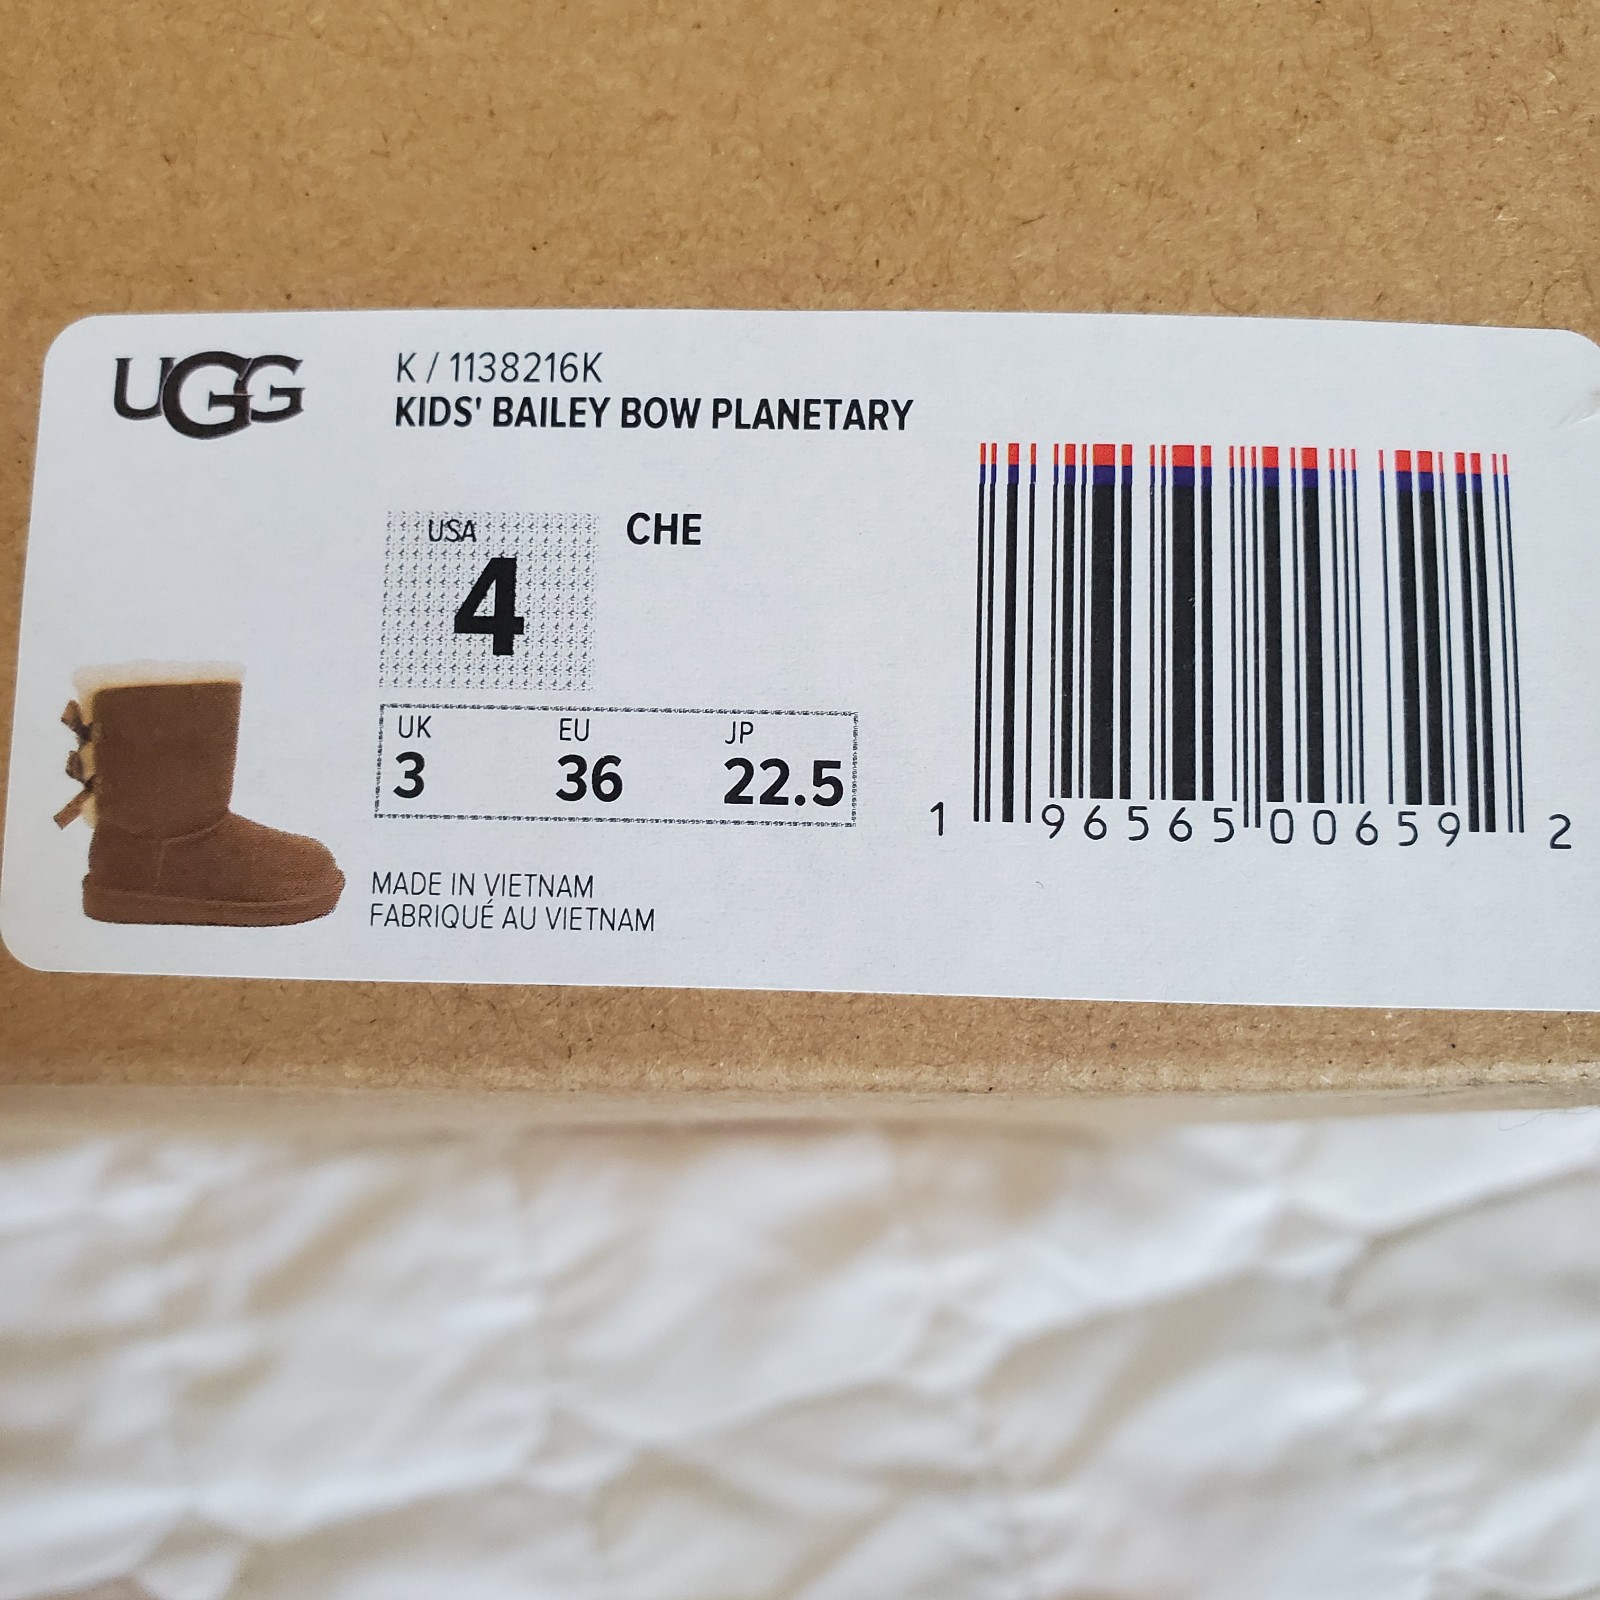 UGG
K / 1138216K
KIDS' BAILEY BOW PLANETARY
USA
4
CHE
UK EU JP
3 36 22.5
1 96565 00659 2
MADE IN VIETNAM
FABRIQUÉ AU VIETNAM